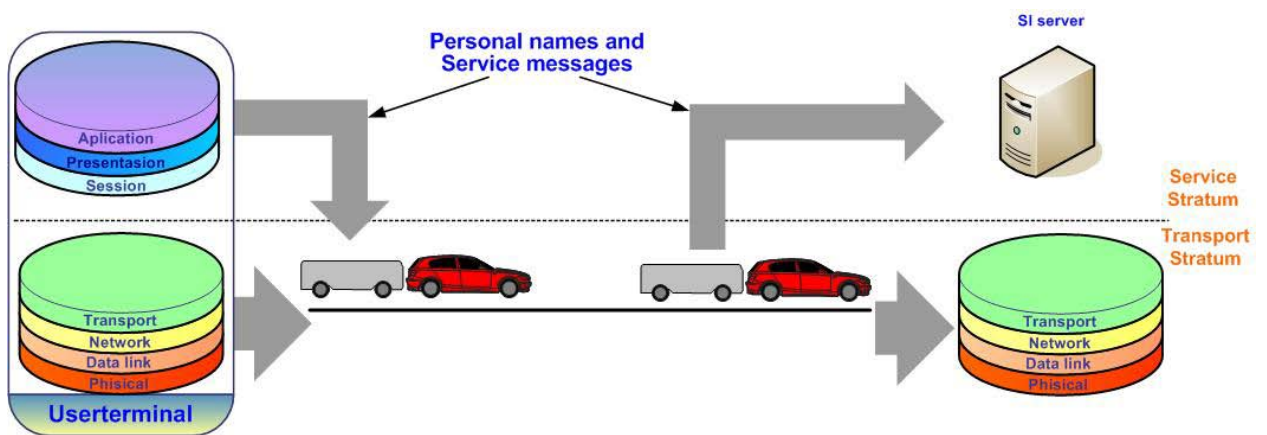 SI server
Personal names and
Service messages
Aplication
Presentasion
Session
Service
Stratum
Transport
Stratum
Transport
Network
Data link
Phisical
Userterminal
Transport
Network
Data link
Phisical